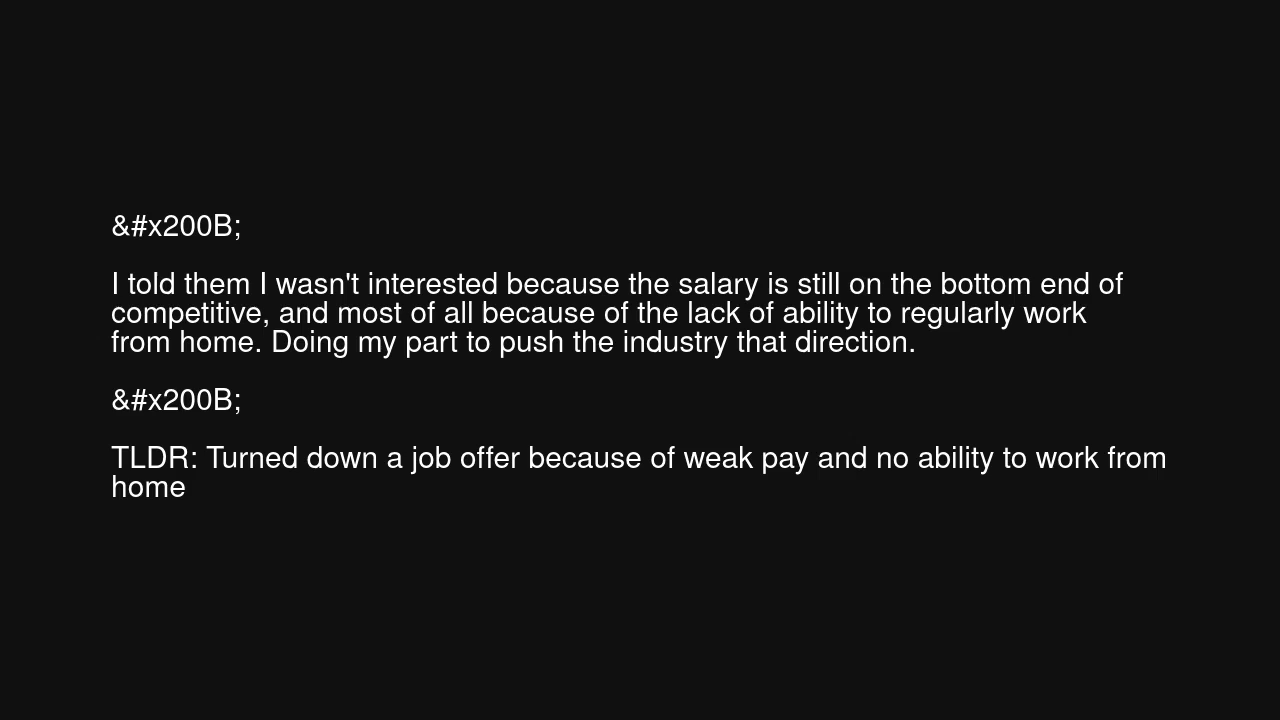 &#x200B;
I told them I wasn't interested because the salary is still on the bottom end of
competitive, and most of all because of the lack of ability to regularly work
from home. Doing my part to push the industry that direction.
&#x200B;
TLDR: Turned down a job offer because of weak pay and no ability to work from
home